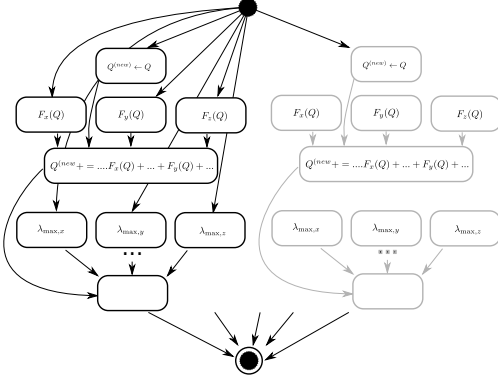 Q^(new) ← Q Q^(new) ← Q
F_x(Q) F_y(Q) F_z(Q) F_x(Q) F_y(Q) F_z(Q)
Q^(new + = ....F_x(Q) + ... + F_y(Q) + ... Q^(new + = ....F_x(Q) + ... + F_y(Q) + ...
λ_max,x λ_max,y λ_max,z λ_max,x λ_max,y λ_max,z
... ...